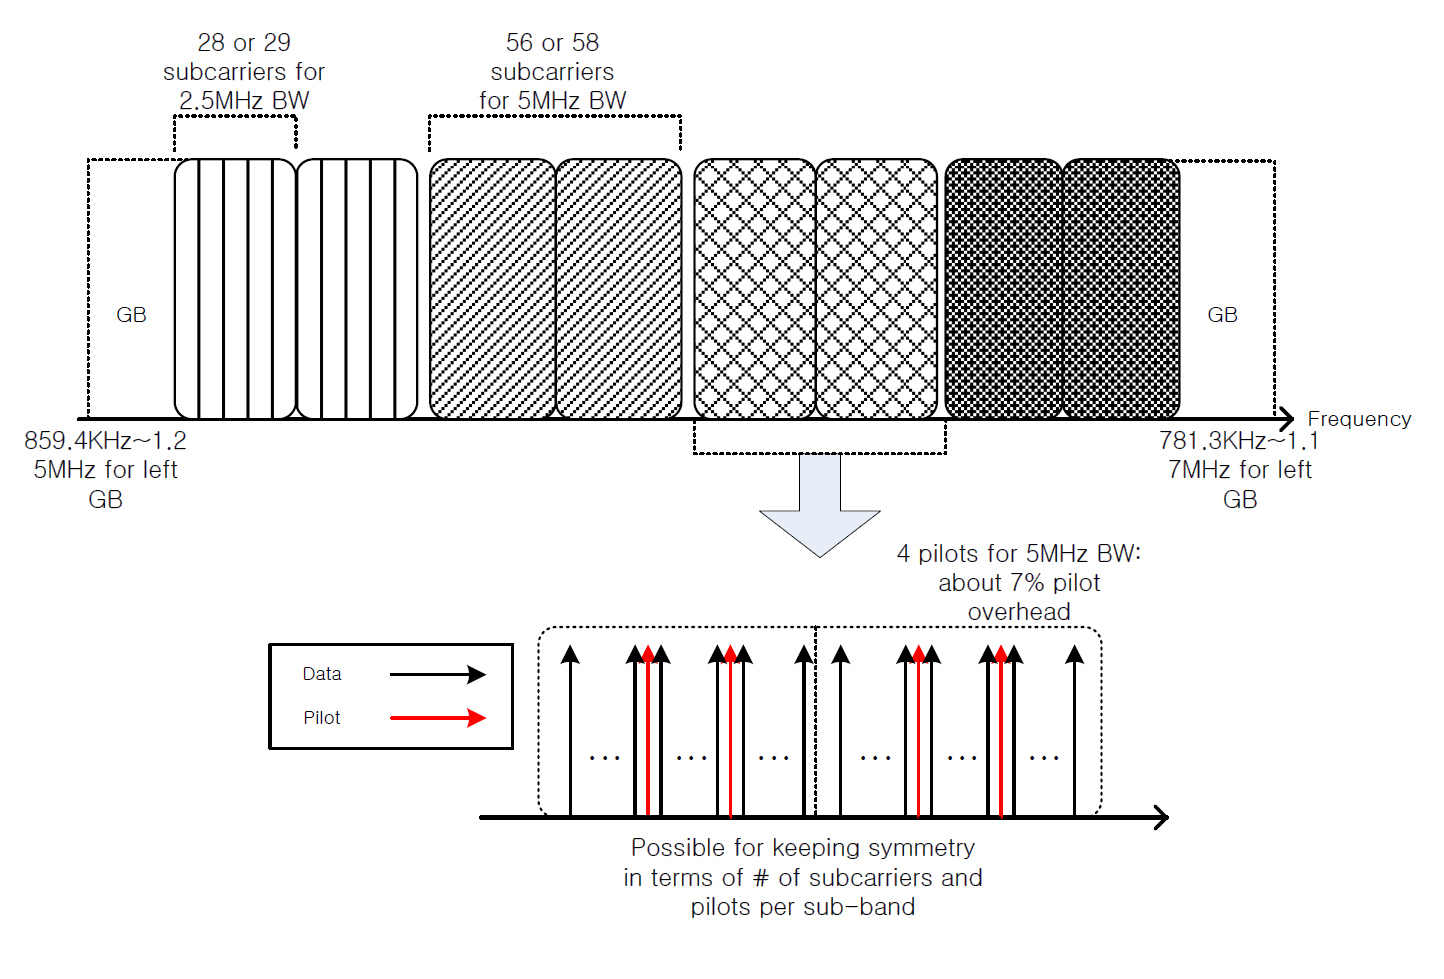 28 or 29
subcarriers for
2.5MHz BW
56 or 58
subcarriers
for 5MHz BW
GB
GB
Frequency
859.4KHz~1.2
5MHz for left
GB
781.3KHz~1.1
7MHz for left
GB
4 pilots for 5MHz BW:
about 7% pilot
overhead
Data
Pilot
... ... ... ... ... ...
Possible for keeping symmetry
in terms of # of subcarriers and
pilots per sub-band